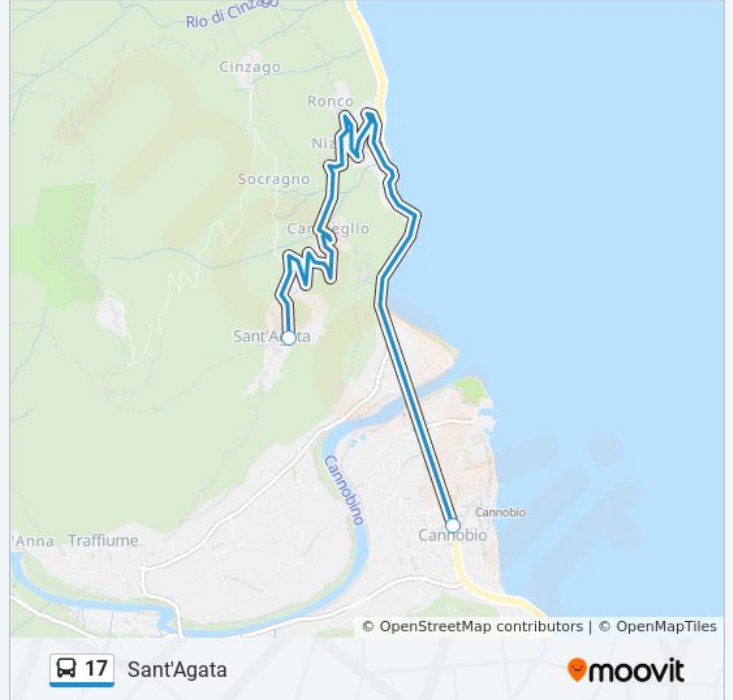 Rio di Cinzago
Cinzago
Ronco
Socragno
Sant'Agata
Cannobino
Cannobio
Cannobio
'Anna Traffiume
© OpenStreetMap contributors | © OpenMapTiles
17 Sant'Agata
moovit